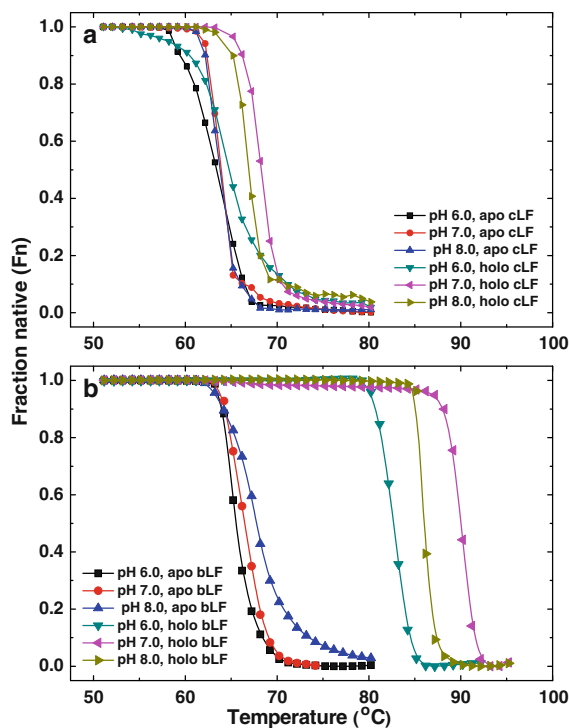 a
1.0
0.8
0.6
0.4
0.2
0.0
pH 6.0, apo cLF
pH 7.0, apo cLF
pH 8.0, apo cLF
pH 6.0, holo cLF
pH 7.0, holo cLF
pH 8.0, holo cLF
50 60 70 80 90 100
Fraction native (Fn)
b
1.0
0.8
0.6
0.4
0.2
0.0
pH 6.0, apo bLF
pH 7.0, apo bLF
pH 8.0, apo bLF
pH 6.0, holo bLF
pH 7.0, holo bLF
pH 8.0, holo bLF
50 60 70 80 90 100
Temperature (°C)